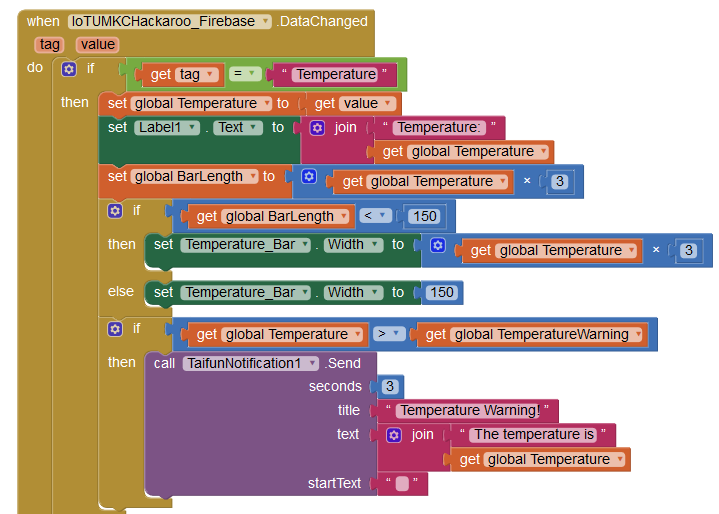 when IoTUMKCHackaroo_Firebase .DataChanged
tag value
do if get tag = “ Temperature ”
then set global Temperature to get value
set Label1 . Text to join “ Temperature: ”
get global Temperature
set global BarLength to get global Temperature × 3
if get global BarLength < 150
then set Temperature_Bar . Width to get global Temperature × 3
else set Temperature_Bar . Width to 150
if get global Temperature > get global TemperatureWarning
then call TaifunNotification1 .Send
seconds 3
title “ Temperature Warning! ”
text join “ The temperature is ”
get global Temperature
startText “ ”